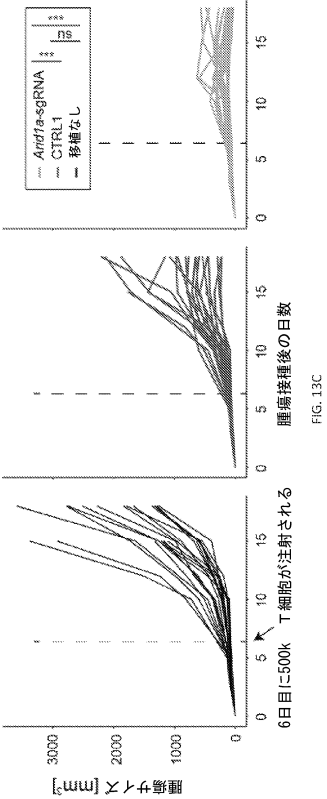 腫瘍サイズ [mm³]
3000
2000
1000
0
0 5 10 15
0 5 10 15
0 5 10 15
Arid1a-sgRNA
CTRL1
移植なし
***
ns
***
6日目に500k
T細胞が注射される
腫瘍接種後の日数
FIG. 13C